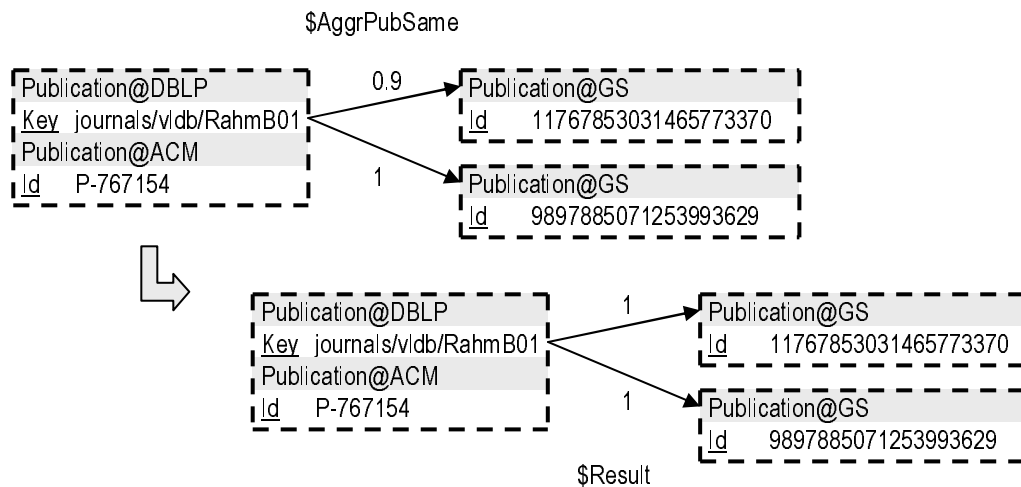 $AggrPubSame
Publication@DBLP
Key journals/vldb/RahmB01
Publication@ACM
Id P-767154
0.9
1
Publication@GS
Id 11767853031465773370
Publication@GS
Id 9897885071253993629
Publication@DBLP
Key journals/vldb/RahmB01
Publication@ACM
Id P-767154
1
1
Publication@GS
Id 11767853031465773370
Publication@GS
Id 9897885071253993629
$Result